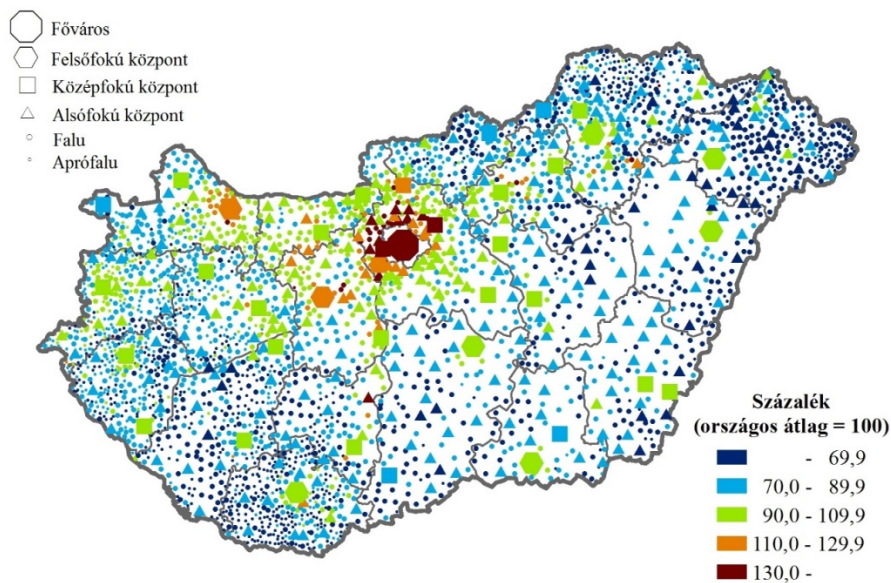 Főváros
Felsőfokú központ
Középfokú központ
Alsófokú központ
Falu
Aprófalu
Százalék
(országos átlag = 100)
- 69,9
70,0 - 89,9
90,0 - 109,9
110,0 - 129,9
130,0 -